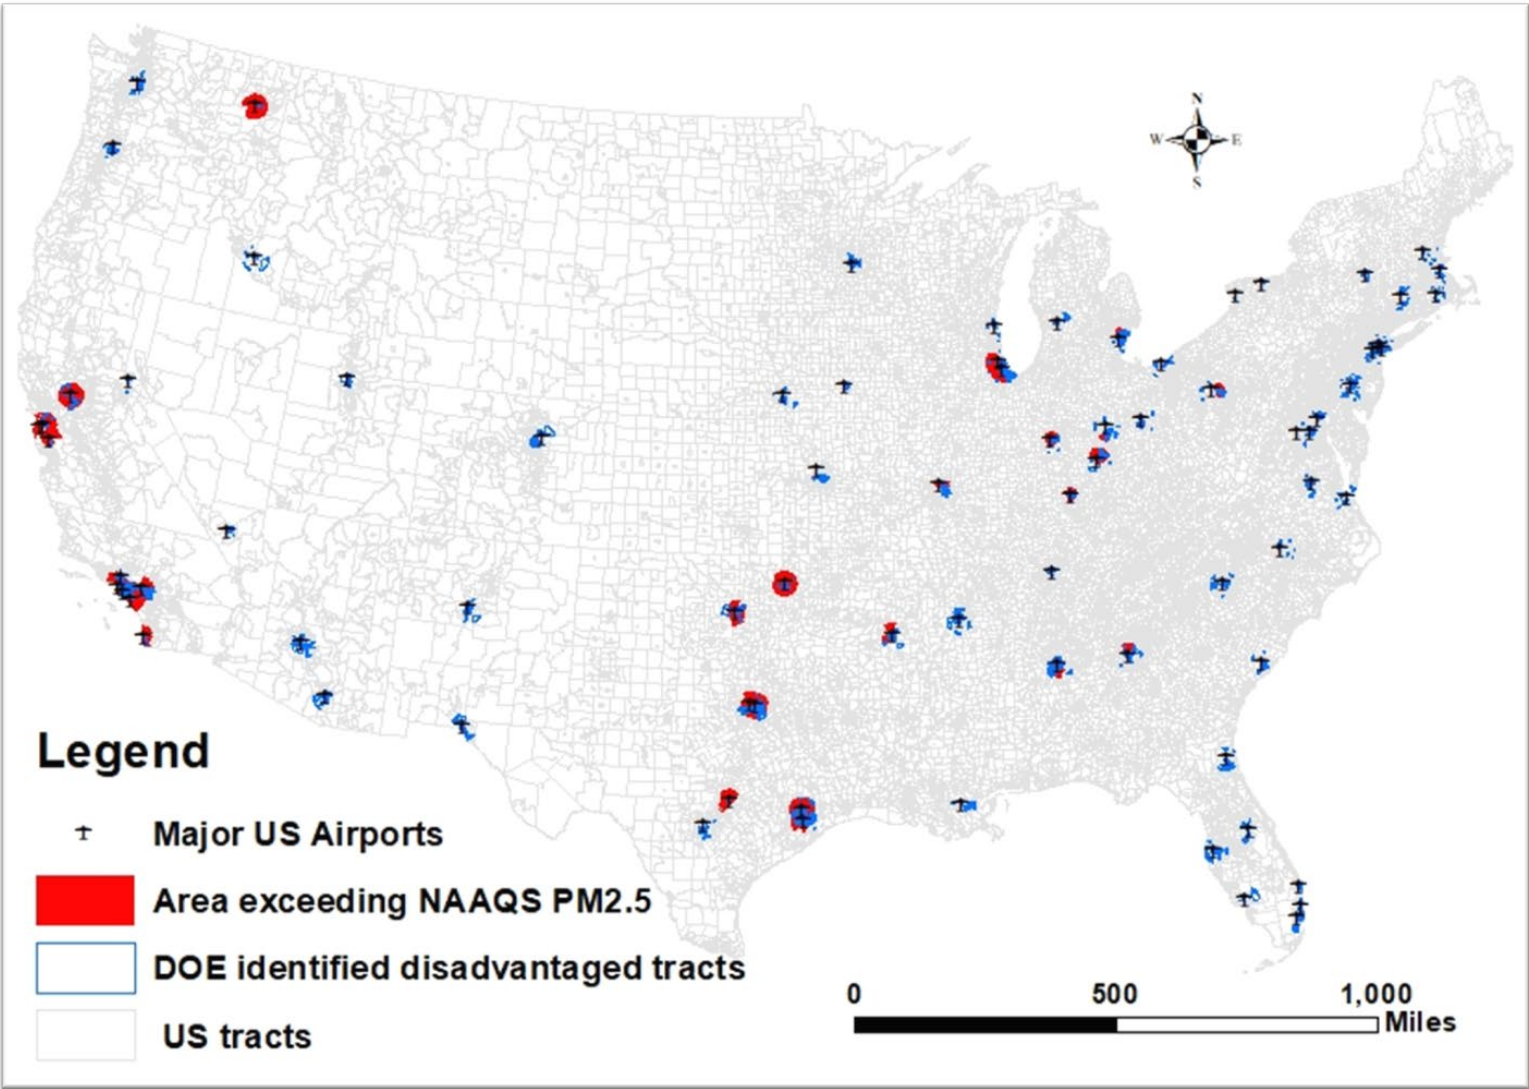 N
W E
S
Legend
Major US Airports
Area exceeding NAAQS PM2.5
DOE identified disadvantaged tracts
US tracts
0 500 1,000
Miles